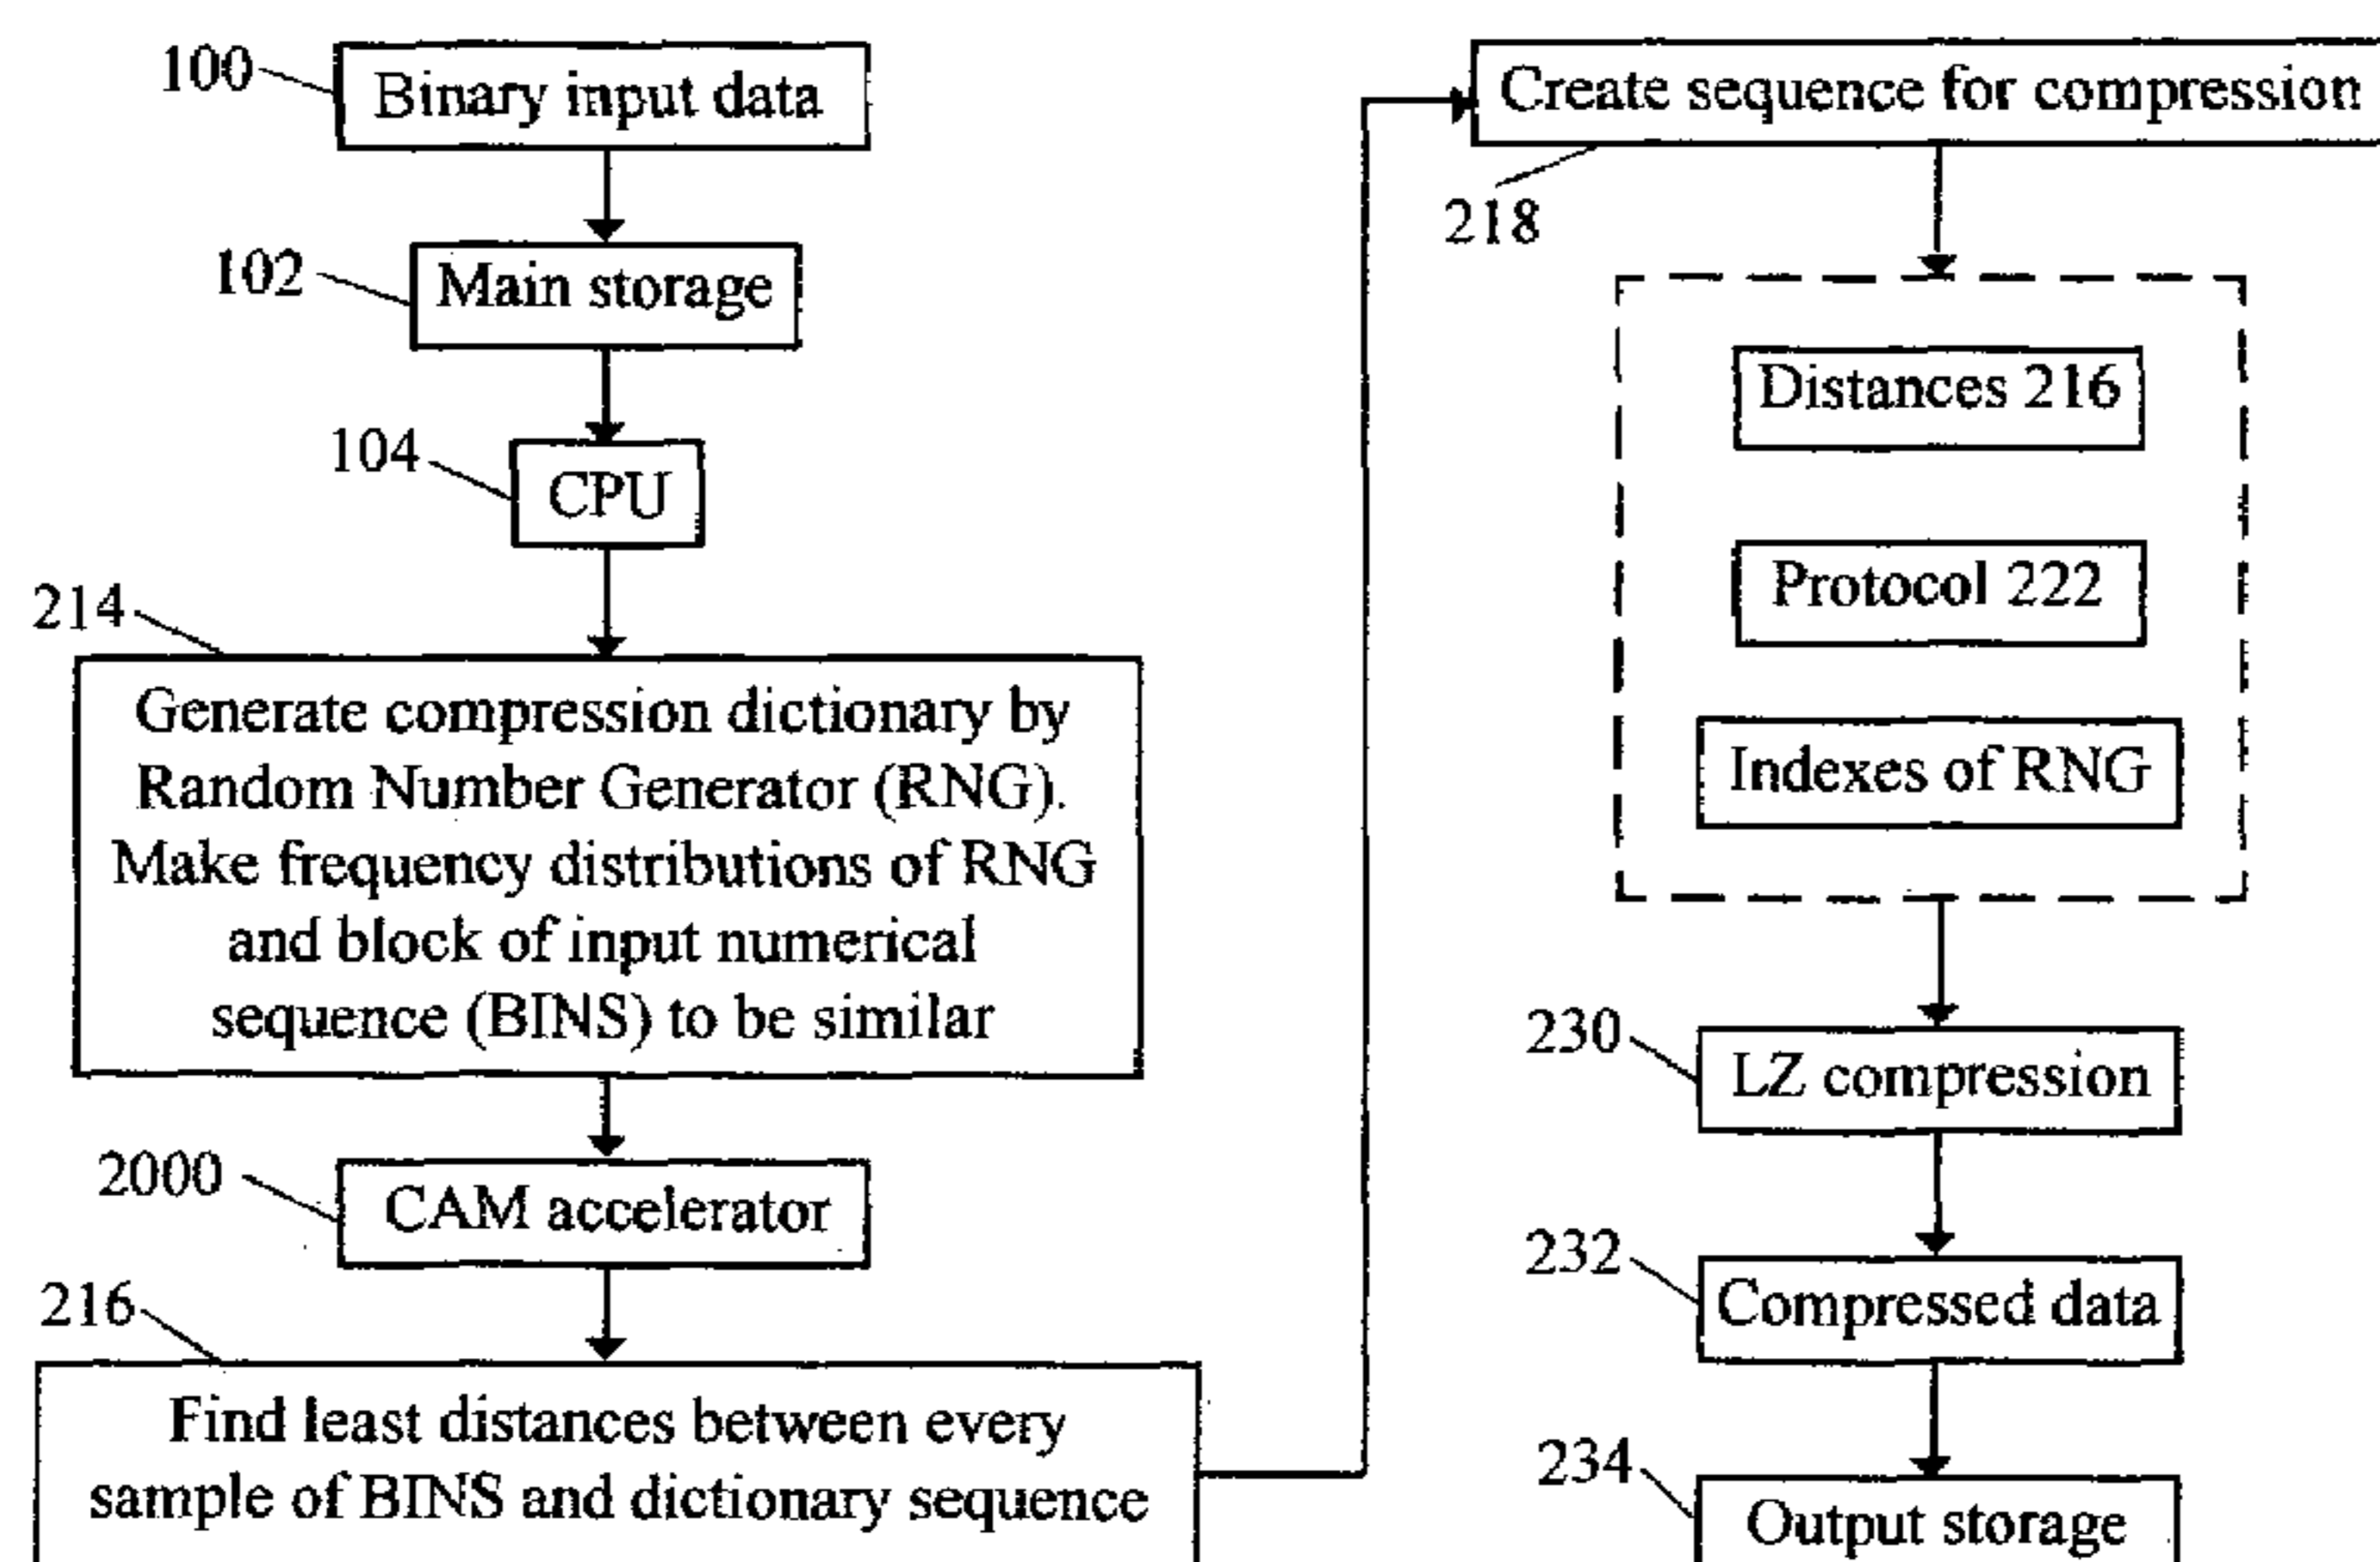 100
Binary input data
102
Main storage
104
CPU
214
Generate compression dictionary by
Random Number Generator (RNG).
Make frequency distributions of RNG
and block of input numerical
sequence (BINS) to be similar
2000
CAM accelerator
216
Find least distances between every
sample of BINS and dictionary sequence
Create sequence for compression
218
Distances 216
Protocol 222
Indexes of RNG
230
LZ compression
232
Compressed data
234
Output storage